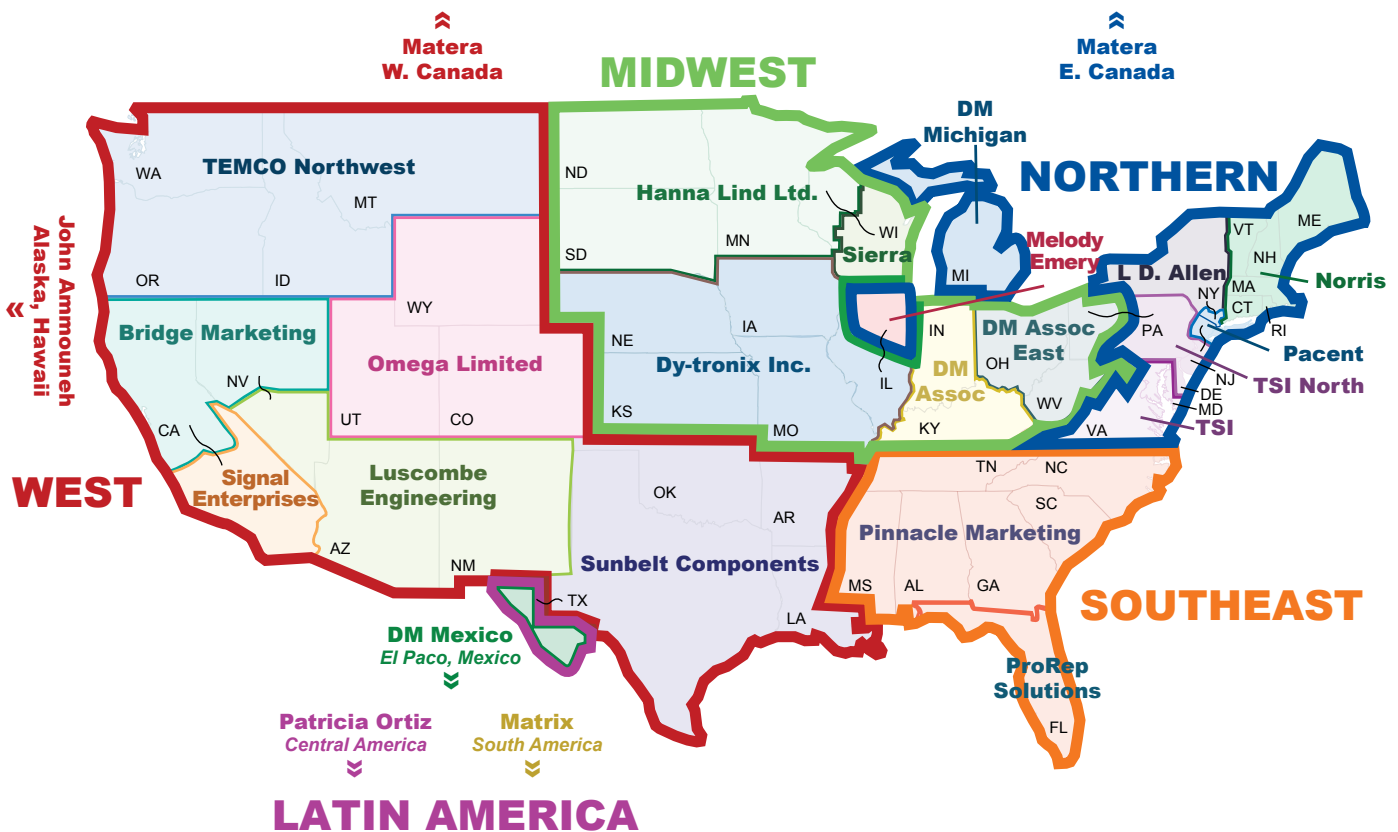 Matera
W. Canada
Matera
E. Canada
MIDWEST
DM
Michigan
NORTHERN
TEMCO Northwest
WA
MT
OR
ID
ND
Hanna Lind Ltd.
SD
MN
WI
Sierra
MI
Melody
Emery
L D. Allen
VT
ME
NH
MA
NY
CT
RI
Norris
Pacent
PA
TSI North
NJ
DE
MD
TSI
VA
John Ammouneh
Alaska, Hawaii
Bridge Marketing
NV
CA
WY
Omega Limited
UT
CO
NE
IA
Dy-tronix Inc.
KS
MO
IL
IN
DM Assoc
East
OH
DM
Assoc
WV
KY
WEST
Signal
Enterprises
Luscombe
Engineering
AZ
NM
OK
AR
Sunbelt Components
TX
LA
TN
NC
SC
Pinnacle Marketing
MS
AL
GA
SOUTHEAST
ProRep
Solutions
FL
DM Mexico
El Paco, Mexico
Patricia Ortiz
Central America
Matrix
South America
LATIN AMERICA